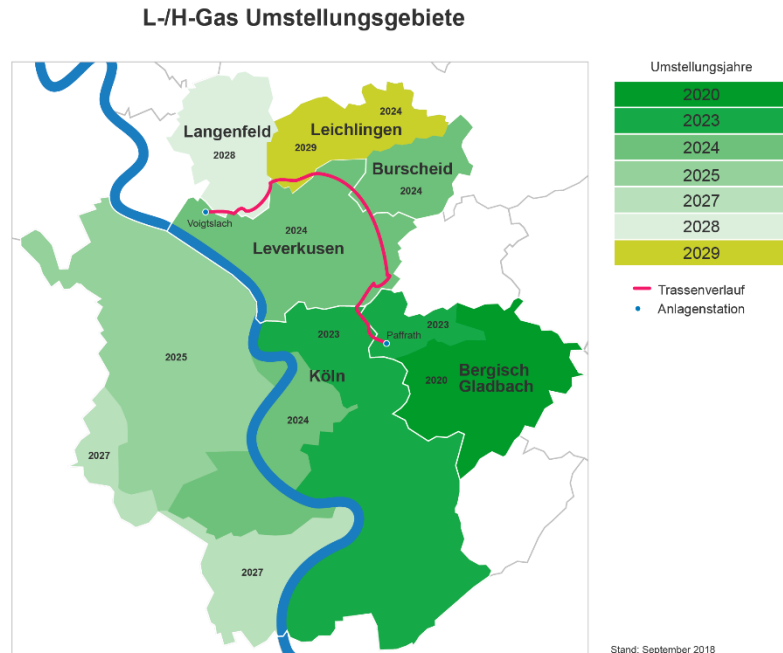 L-/H-Gas Umstellungsgebiete
Umstellungsjahre
2020
2023
2024
2025
2027
2028
2029
Trassenverlauf
Anlagenstation
2024
Langenfeld
Leichlingen
2028
2029
Burscheid
2024
Voigtslach
2024
Leverkusen
2023
2023
Paffrath
2025
Köln
2020
Bergisch
Gladbach
2024
2027
2027
Stand: September 2018